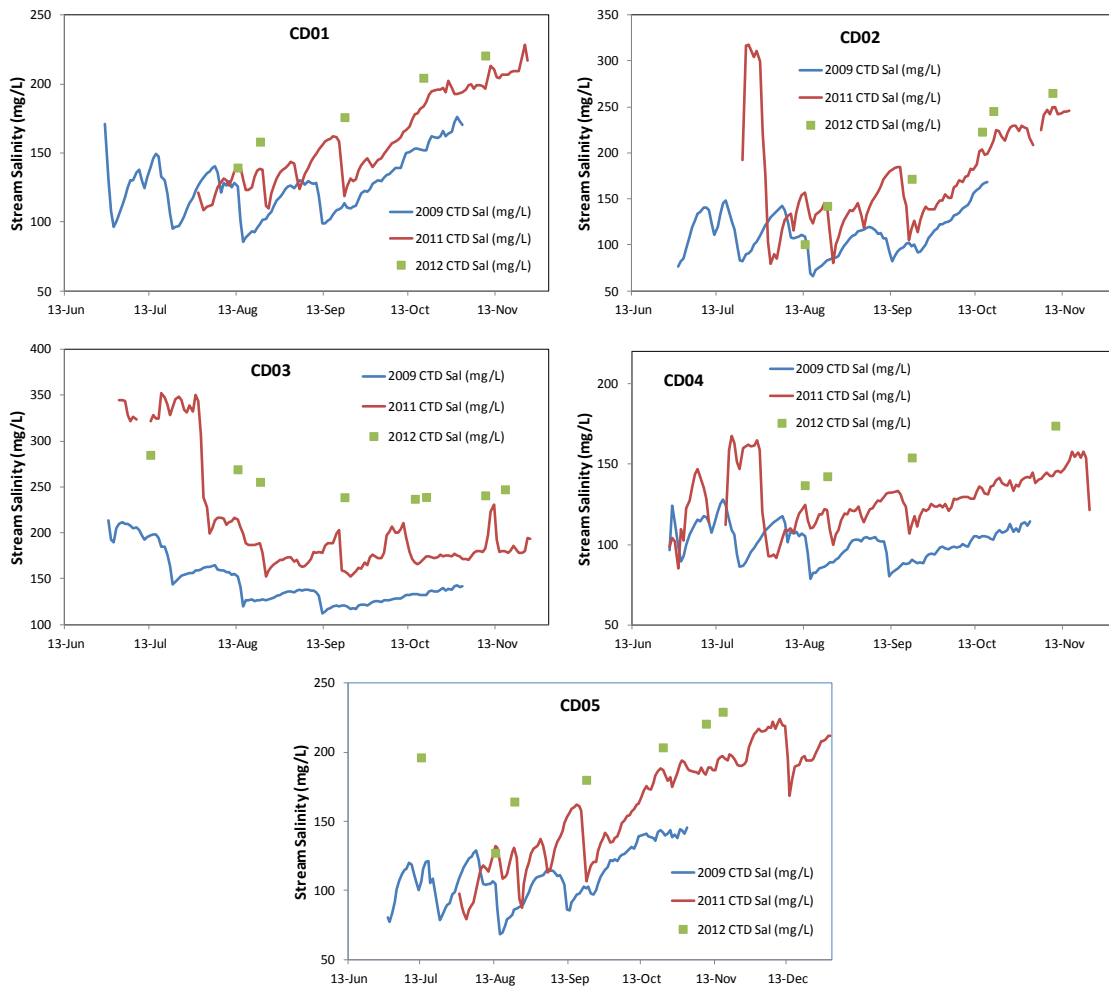 CD01
Stream Salinity (mg/L)
250
200
150
100
50
13-Jun
13-Jul
13-Aug
13-Sep
13-Oct
13-Nov
2009 CTD Sal (mg/L)
2011 CTD Sal (mg/L)
2012 CTD Sal (mg/L)
CD02
Stream Salinity (mg/L)
350
300
250
200
150
100
50
13-Jun
13-Jul
13-Aug
13-Sep
13-Oct
13-Nov
2009 CTD Sal (mg/L)
2011 CTD Sal (mg/L)
2012 CTD Sal (mg/L)
CD03
Stream Salinity (mg/L)
400
350
300
250
200
150
100
13-Jun
13-Jul
13-Aug
13-Sep
13-Oct
13-Nov
2009 CTD Sal (mg/L)
2011 CTD Sal (mg/L)
2012 CTD Sal (mg/L)
CD04
Stream Salinity (mg/L)
200
150
100
50
13-Jun
13-Jul
13-Aug
13-Sep
13-Oct
13-Nov
2009 CTD Sal (mg/L)
2011 CTD Sal (mg/L)
2012 CTD Sal (mg/L)
CD05
Stream Salinity (mg/L)
250
200
150
100
50
13-Jun
13-Jul
13-Aug
13-Sep
13-Oct
13-Nov
13-Dec
2009 CTD Sal (mg/L)
2011 CTD Sal (mg/L)
2012 CTD Sal (mg/L)